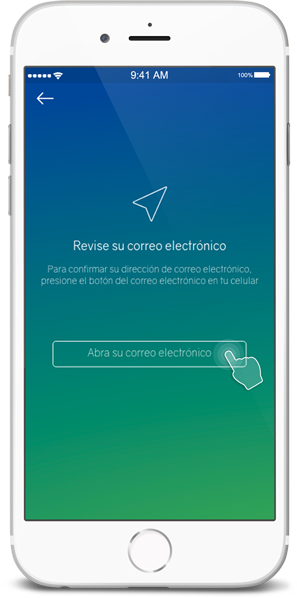 9:41 AM 100%
Revise su correo electrónico
Para confirmar su dirección de correo electrónico,
presione el botón del correo electrónico en tu celular
Abra su correo electrónico